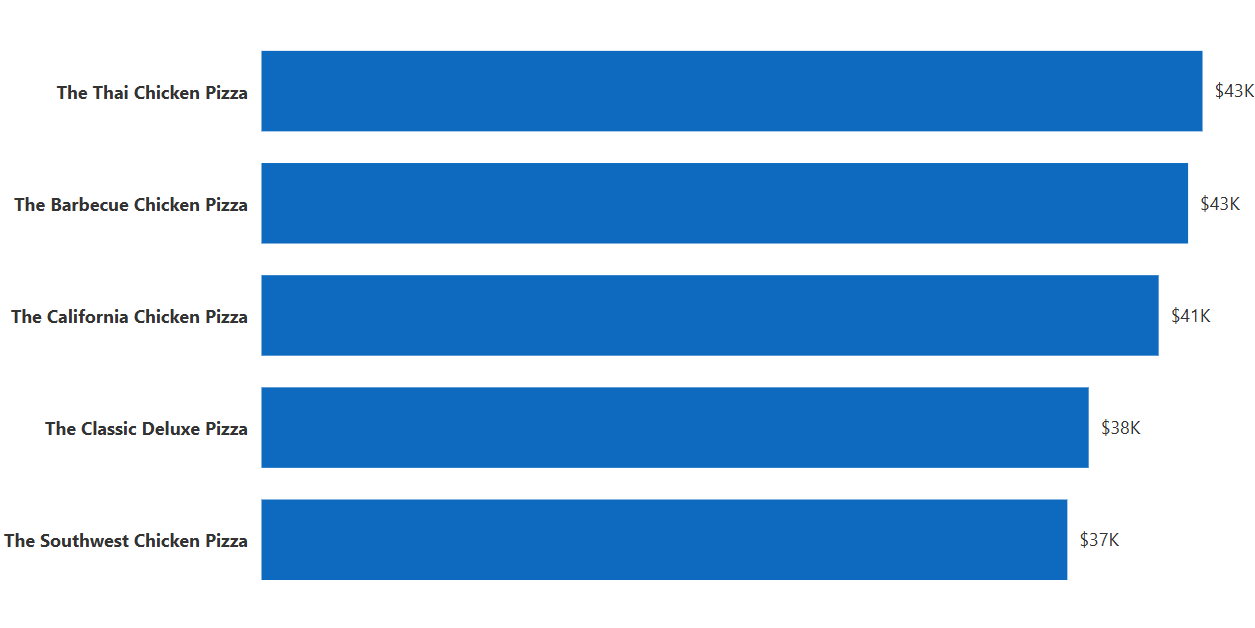 The Thai Chicken Pizza $43K
The Barbecue Chicken Pizza $43K
The California Chicken Pizza $41K
The Classic Deluxe Pizza $38K
The Southwest Chicken Pizza $37K